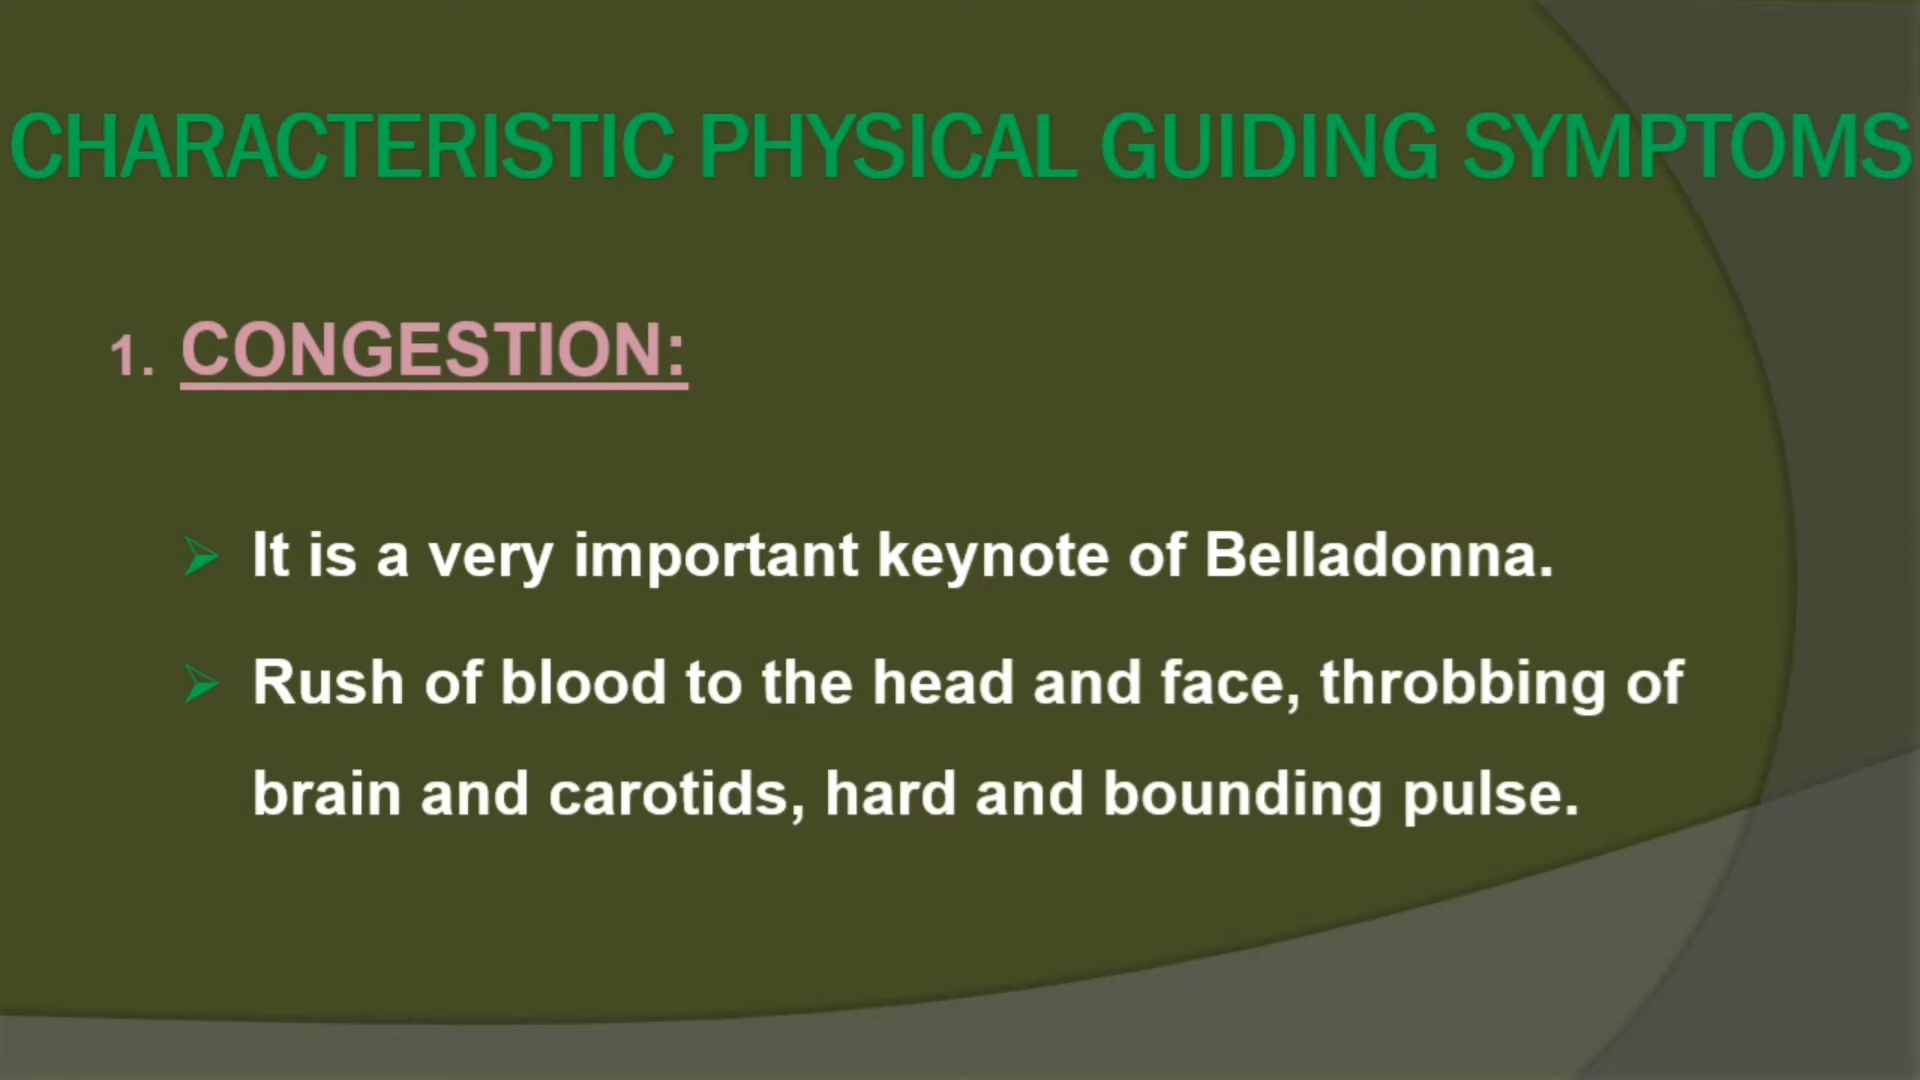 CHARACTERISTIC PHYSICAL GUIDING SYMPTOMS
1. CONGESTION:
➢ It is a very important keynote of Belladonna.
➢ Rush of blood to the head and face, throbbing of
brain and carotids, hard and bounding pulse.